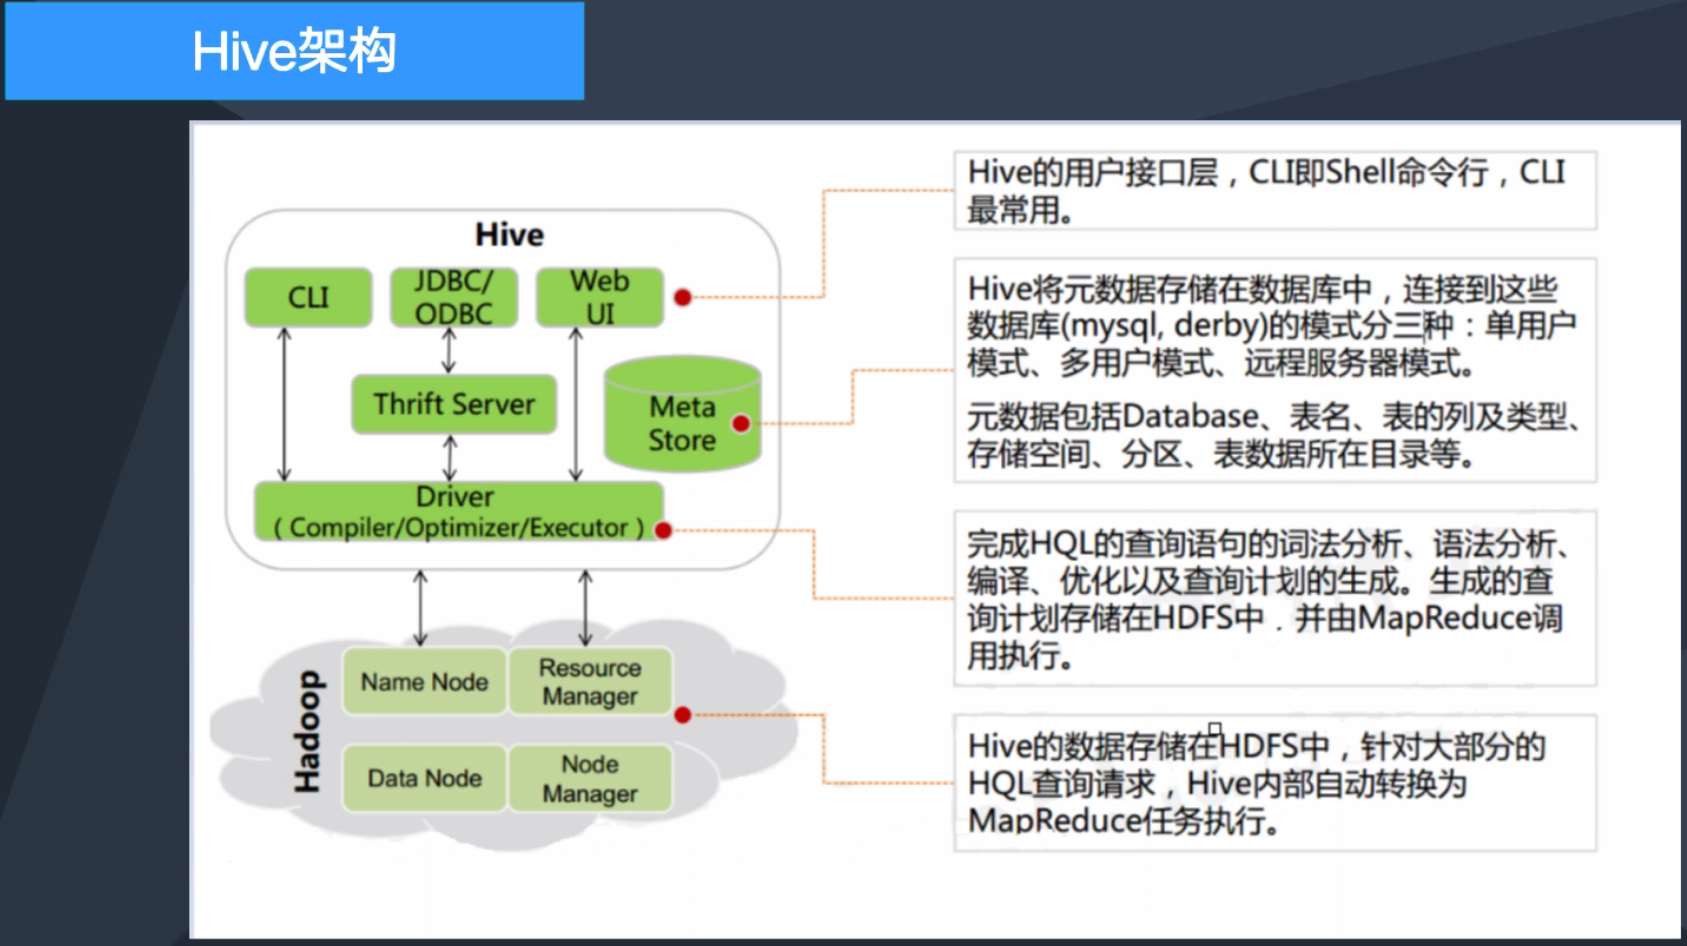 Hive架构
Hive
CLI
JDBC/
ODBC
Web
UI
Thrift Server
Meta
Store
Driver
( Compiler/Optimizer/Executor )
Hadoop
Name Node
Resource
Manager
Data Node
Node
Manager
Hive的用户接口层，CLI即Shell命令行，CLI
最常用。
Hive将元数据存储在数据库中，连接到这些
数据库(mysql, derby)的模式分三种：单用户
模式、多用户模式、远程服务器模式。
元数据包括Database、表名、表的列及类型、
存储空间、分区、表数据所在目录等。
完成HQL的查询语句的词法分析、语法分析、
编译、优化以及查询计划的生成。生成的查
询计划存储在HDFS中．并由MapReduce调
用执行。
Hive的数据存储在HDFS中，针对大部分的
HQL查询请求，Hive内部自动转换为
MapReduce任务执行。